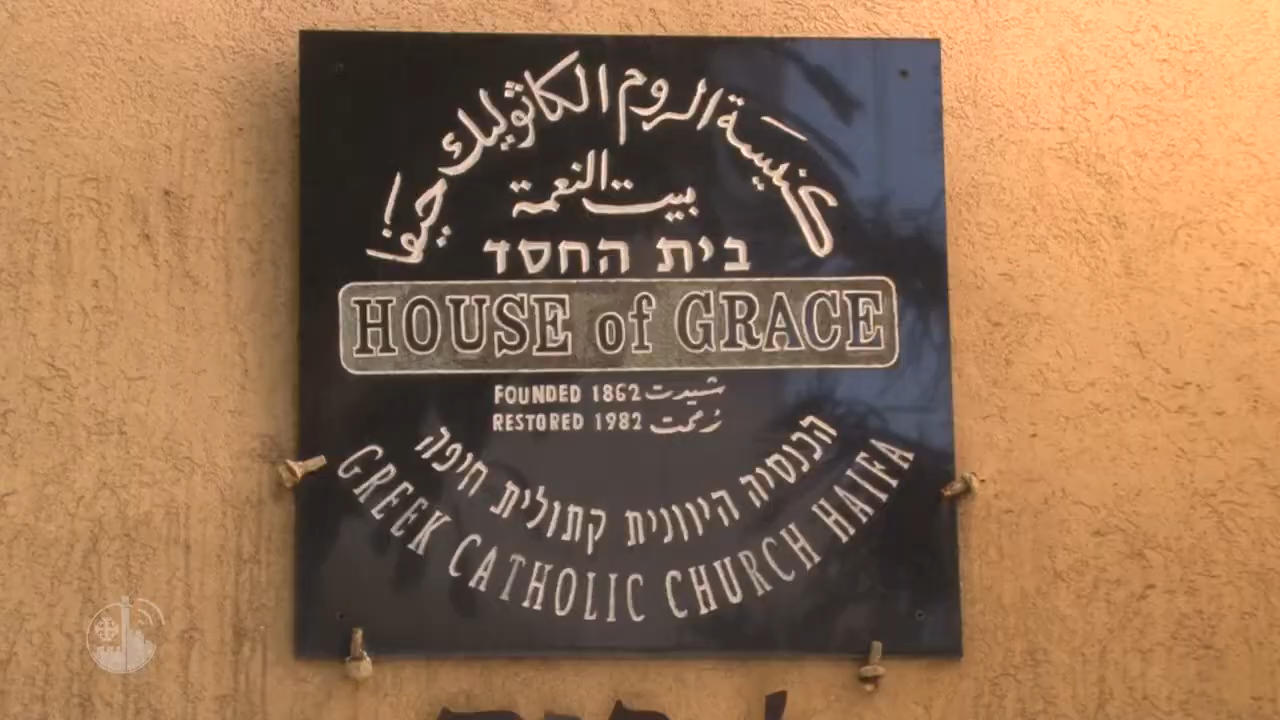 كنيسة الروم الكاثوليك حيفا
بيت النعمة
בית החסד
HOUSE of GRACE
FOUNDED 1862 شيدت
RESTORED 1982 رممت
הכנסיה היוונית קתולית חיפה
GREEK CATHOLIC CHURCH HAIFA